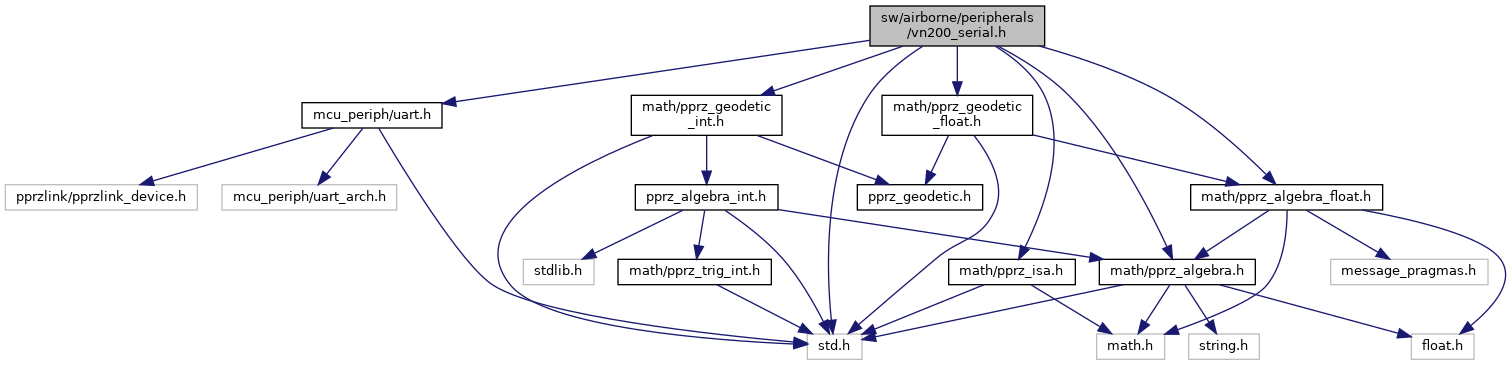 sw/airborne/peripherals
/vn200_serial.h
mcu_periph/uart.h
math/pprz_geodetic
_int.h
math/pprz_geodetic
_float.h
pprzlink/pprzlink_device.h
mcu_periph/uart_arch.h
pprz_algebra_int.h
pprz_geodetic.h
math/pprz_algebra_float.h
stdlib.h
math/pprz_trig_int.h
math/pprz_isa.h
math/pprz_algebra.h
message_pragmas.h
std.h
math.h
string.h
float.h